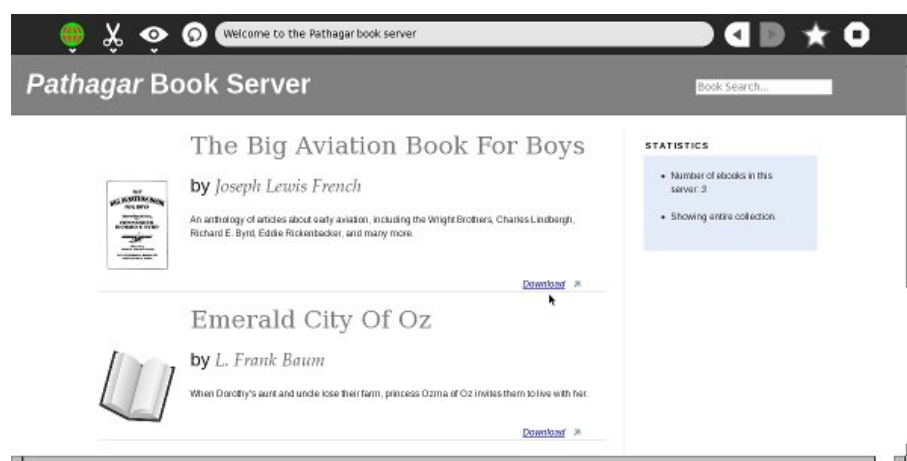 Welcome to the Pathagar book server
Pathagar Book Server
Book Search...
The Big Aviation Book For Boys
by Joseph Lewis French
An anthology of articles about early aviation, including the Wright Brothers, Charles Lindbergh,
Richard E. Byrd, Eddie Rickenbacker, and many more.
Download
Emerald City Of Oz
by L. Frank Baum
When Dorothy's aunt and uncle lose their farm, princess Ozma of Oz invites them to live with her.
Download
STATISTICS
Number of ebooks in this
server: 3
Showing entire collection.